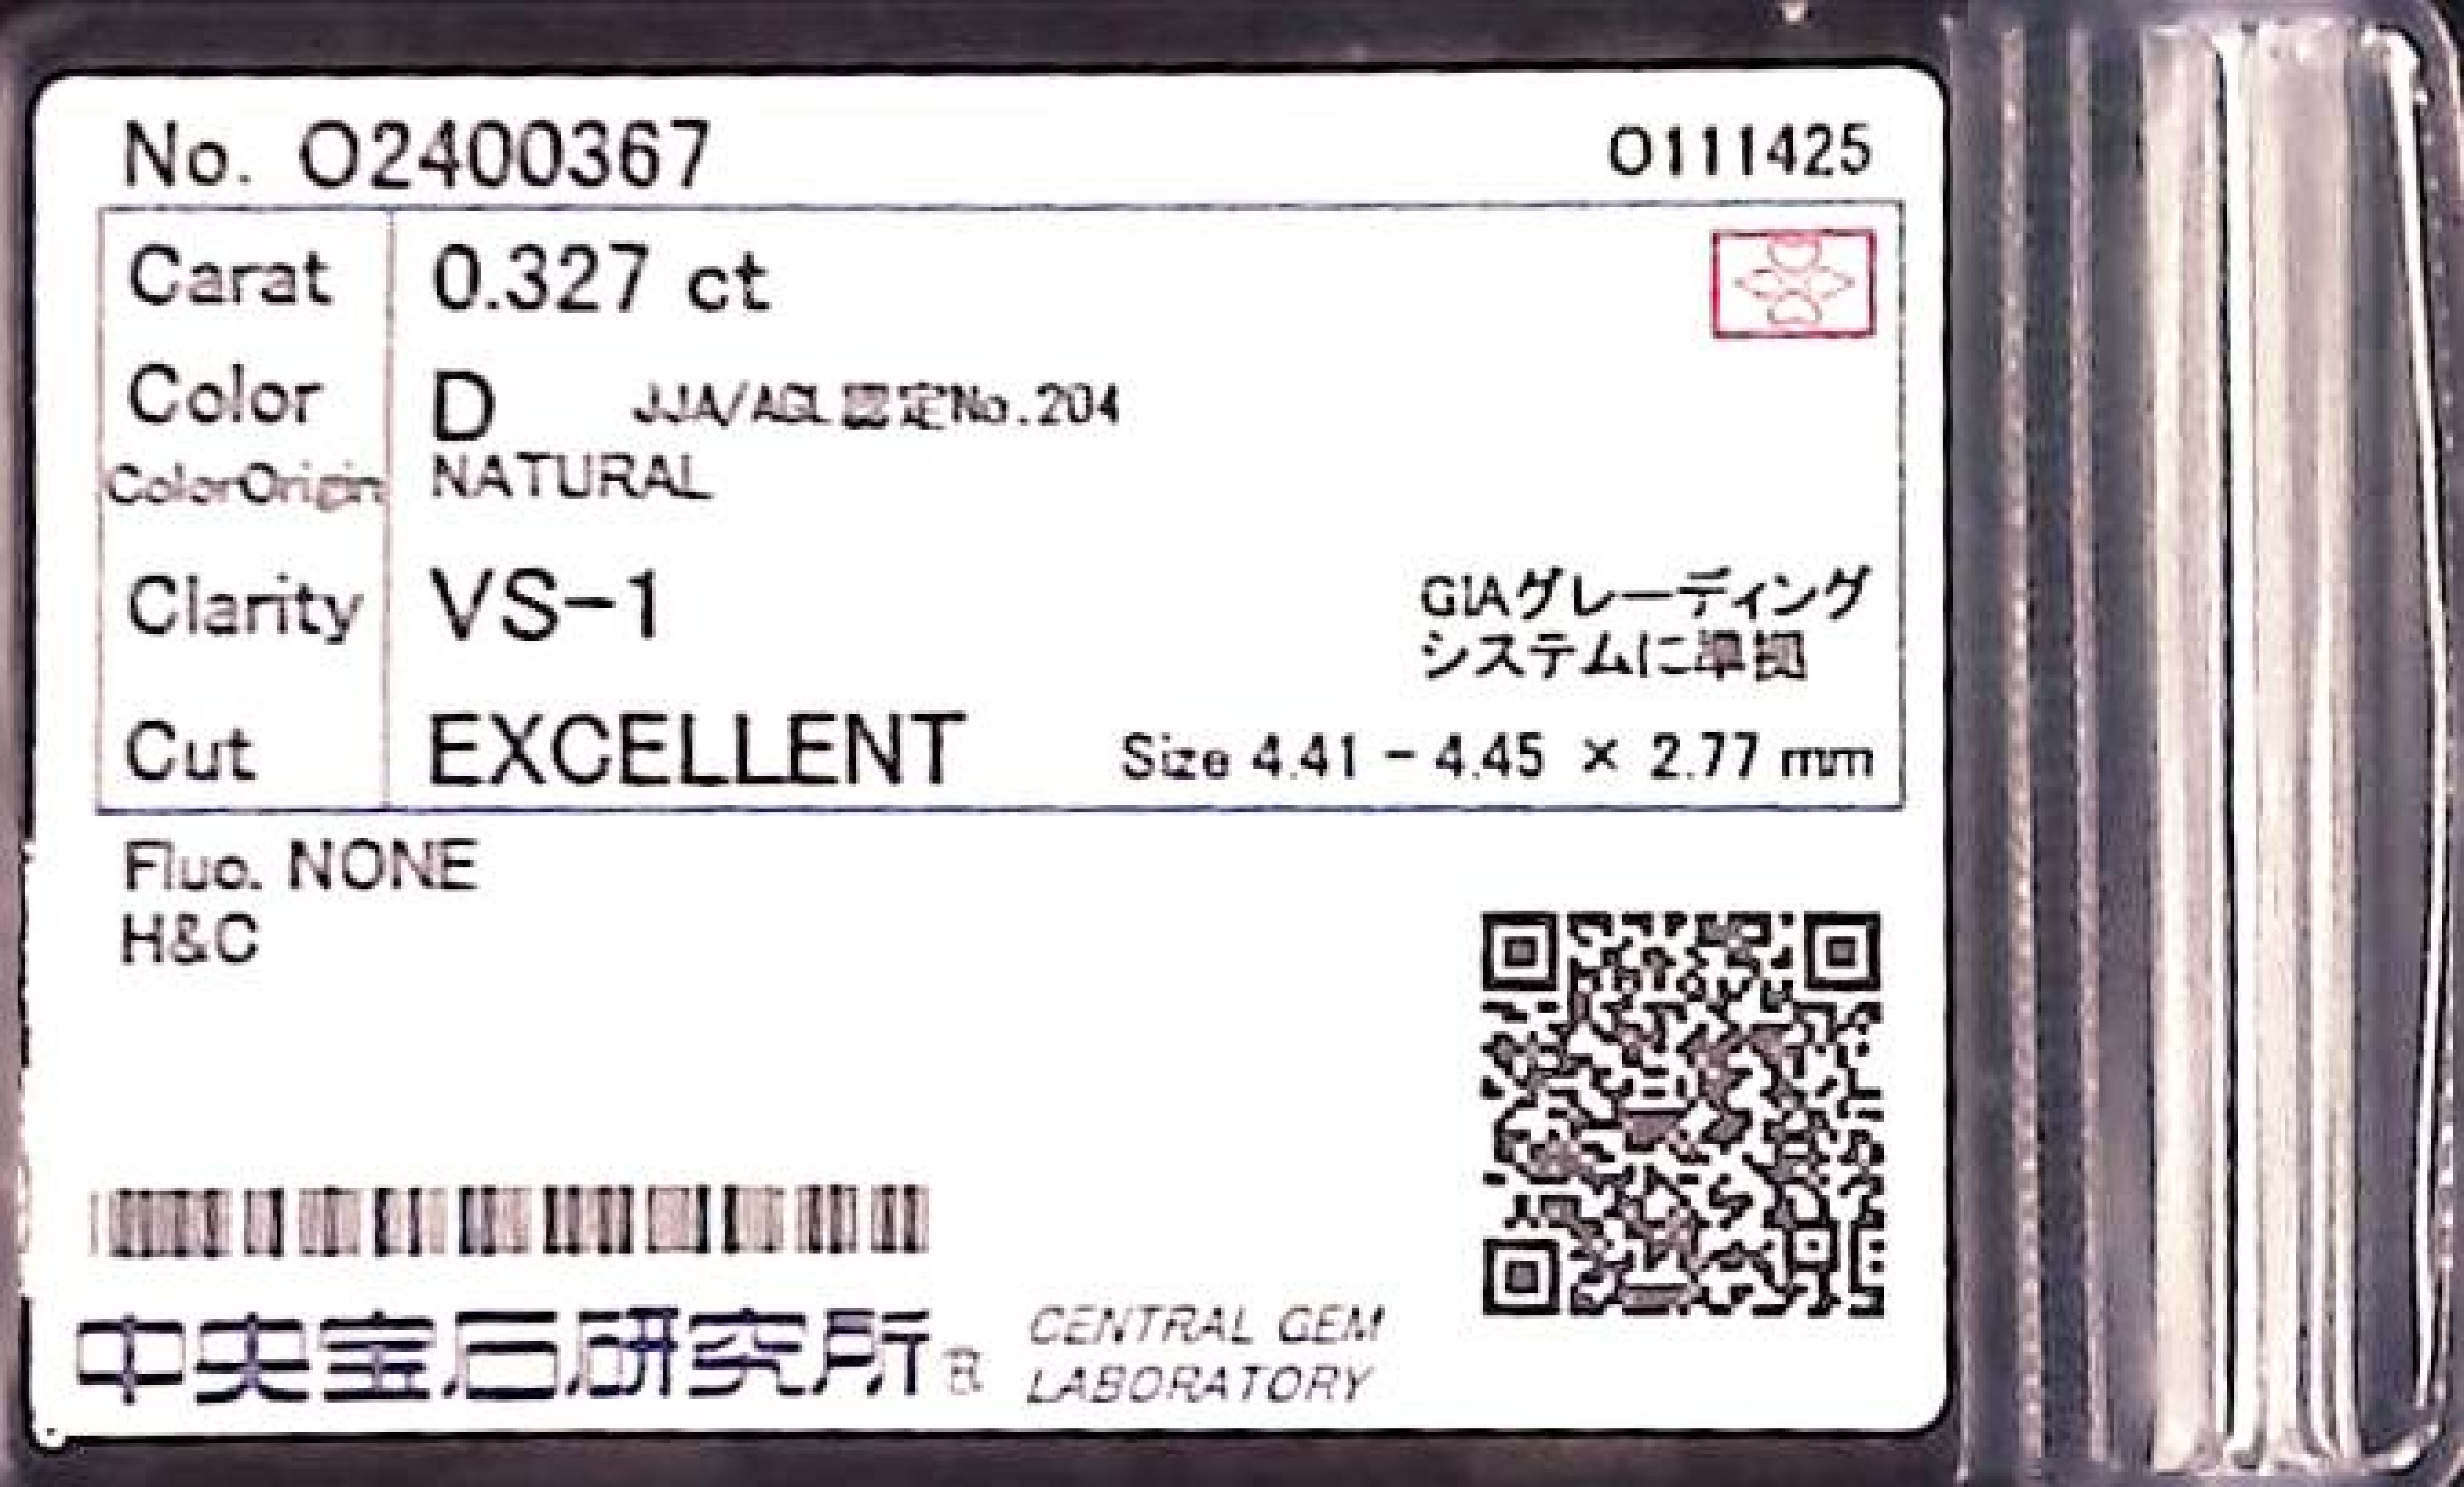 No. O2400367 O111425
Carat 0.327 ct
Color D JJA/AGL認定No.204
ColorOrigin NATURAL
Clarity VS-1
GIAグレーディング
システムに準拠
Cut EXCELLENT Size 4.41 - 4.45 × 2.77 mm
Fluo. NONE
H&C
中央宝石研究所® CENTRAL GEM
LABORATORY